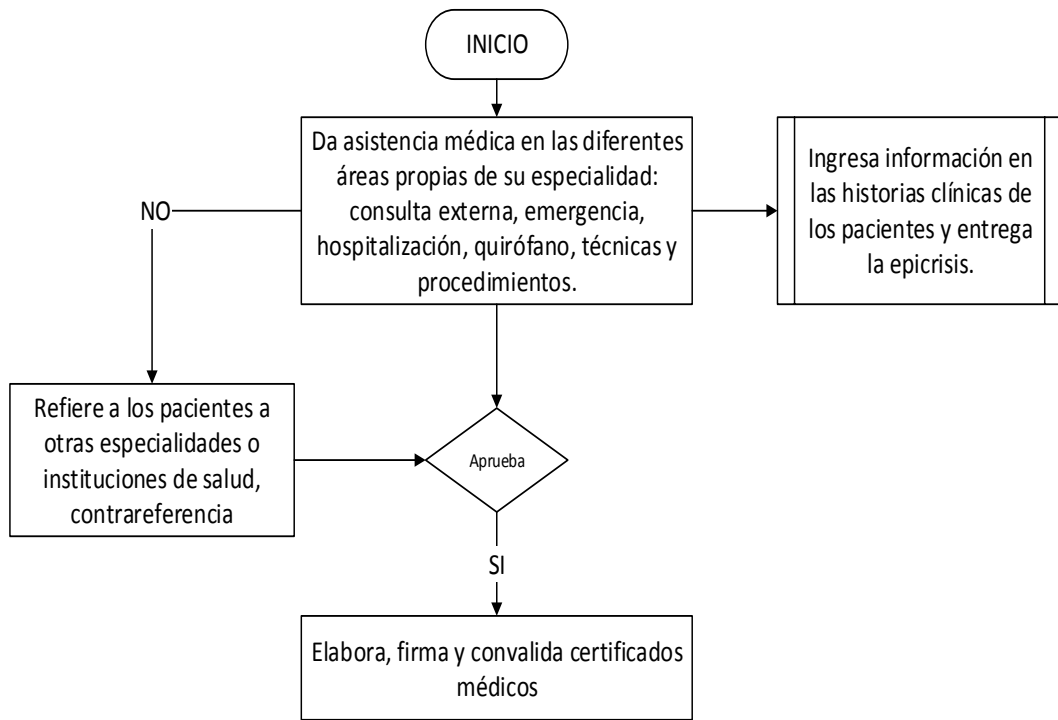 INICIO
Da asistencia médica en las diferentes
áreas propias de su especialidad:
consulta externa, emergencia,
hospitalización, quirófano, técnicas y
procedimientos.
Ingresa información en
las historias clínicas de
los pacientes y entrega
la epicrisis.
NO
Refiere a los pacientes a
otras especialidades o
instituciones de salud,
contrareferencia
Aprueba
SI
Elabora, firma y convalida certificados
médicos